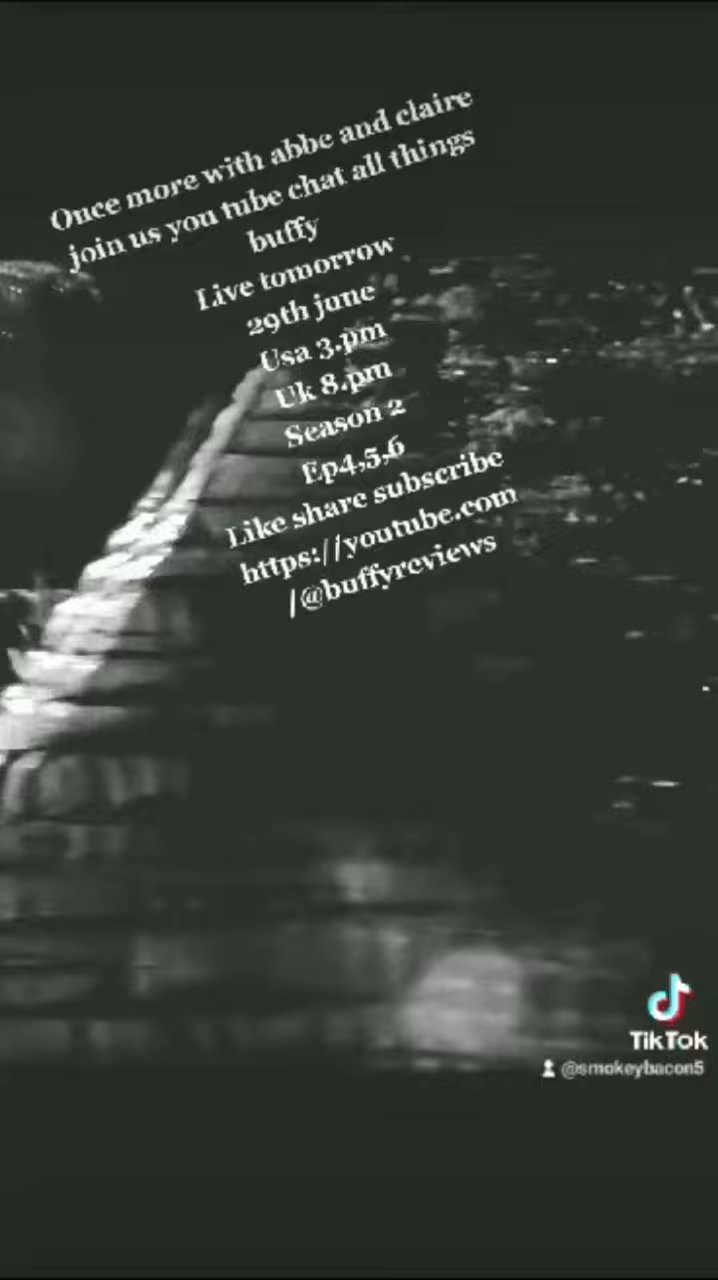 Once more with abbe and claire
join us you tube chat all things
buffy
Live tomorrow
29th june
Usa 3.pm
Uk 8.pm
Season 2
Ep4,5,6
Like share subscribe
https://youtube.com
/@buffyreviews
TikTok
@smokeybacon5